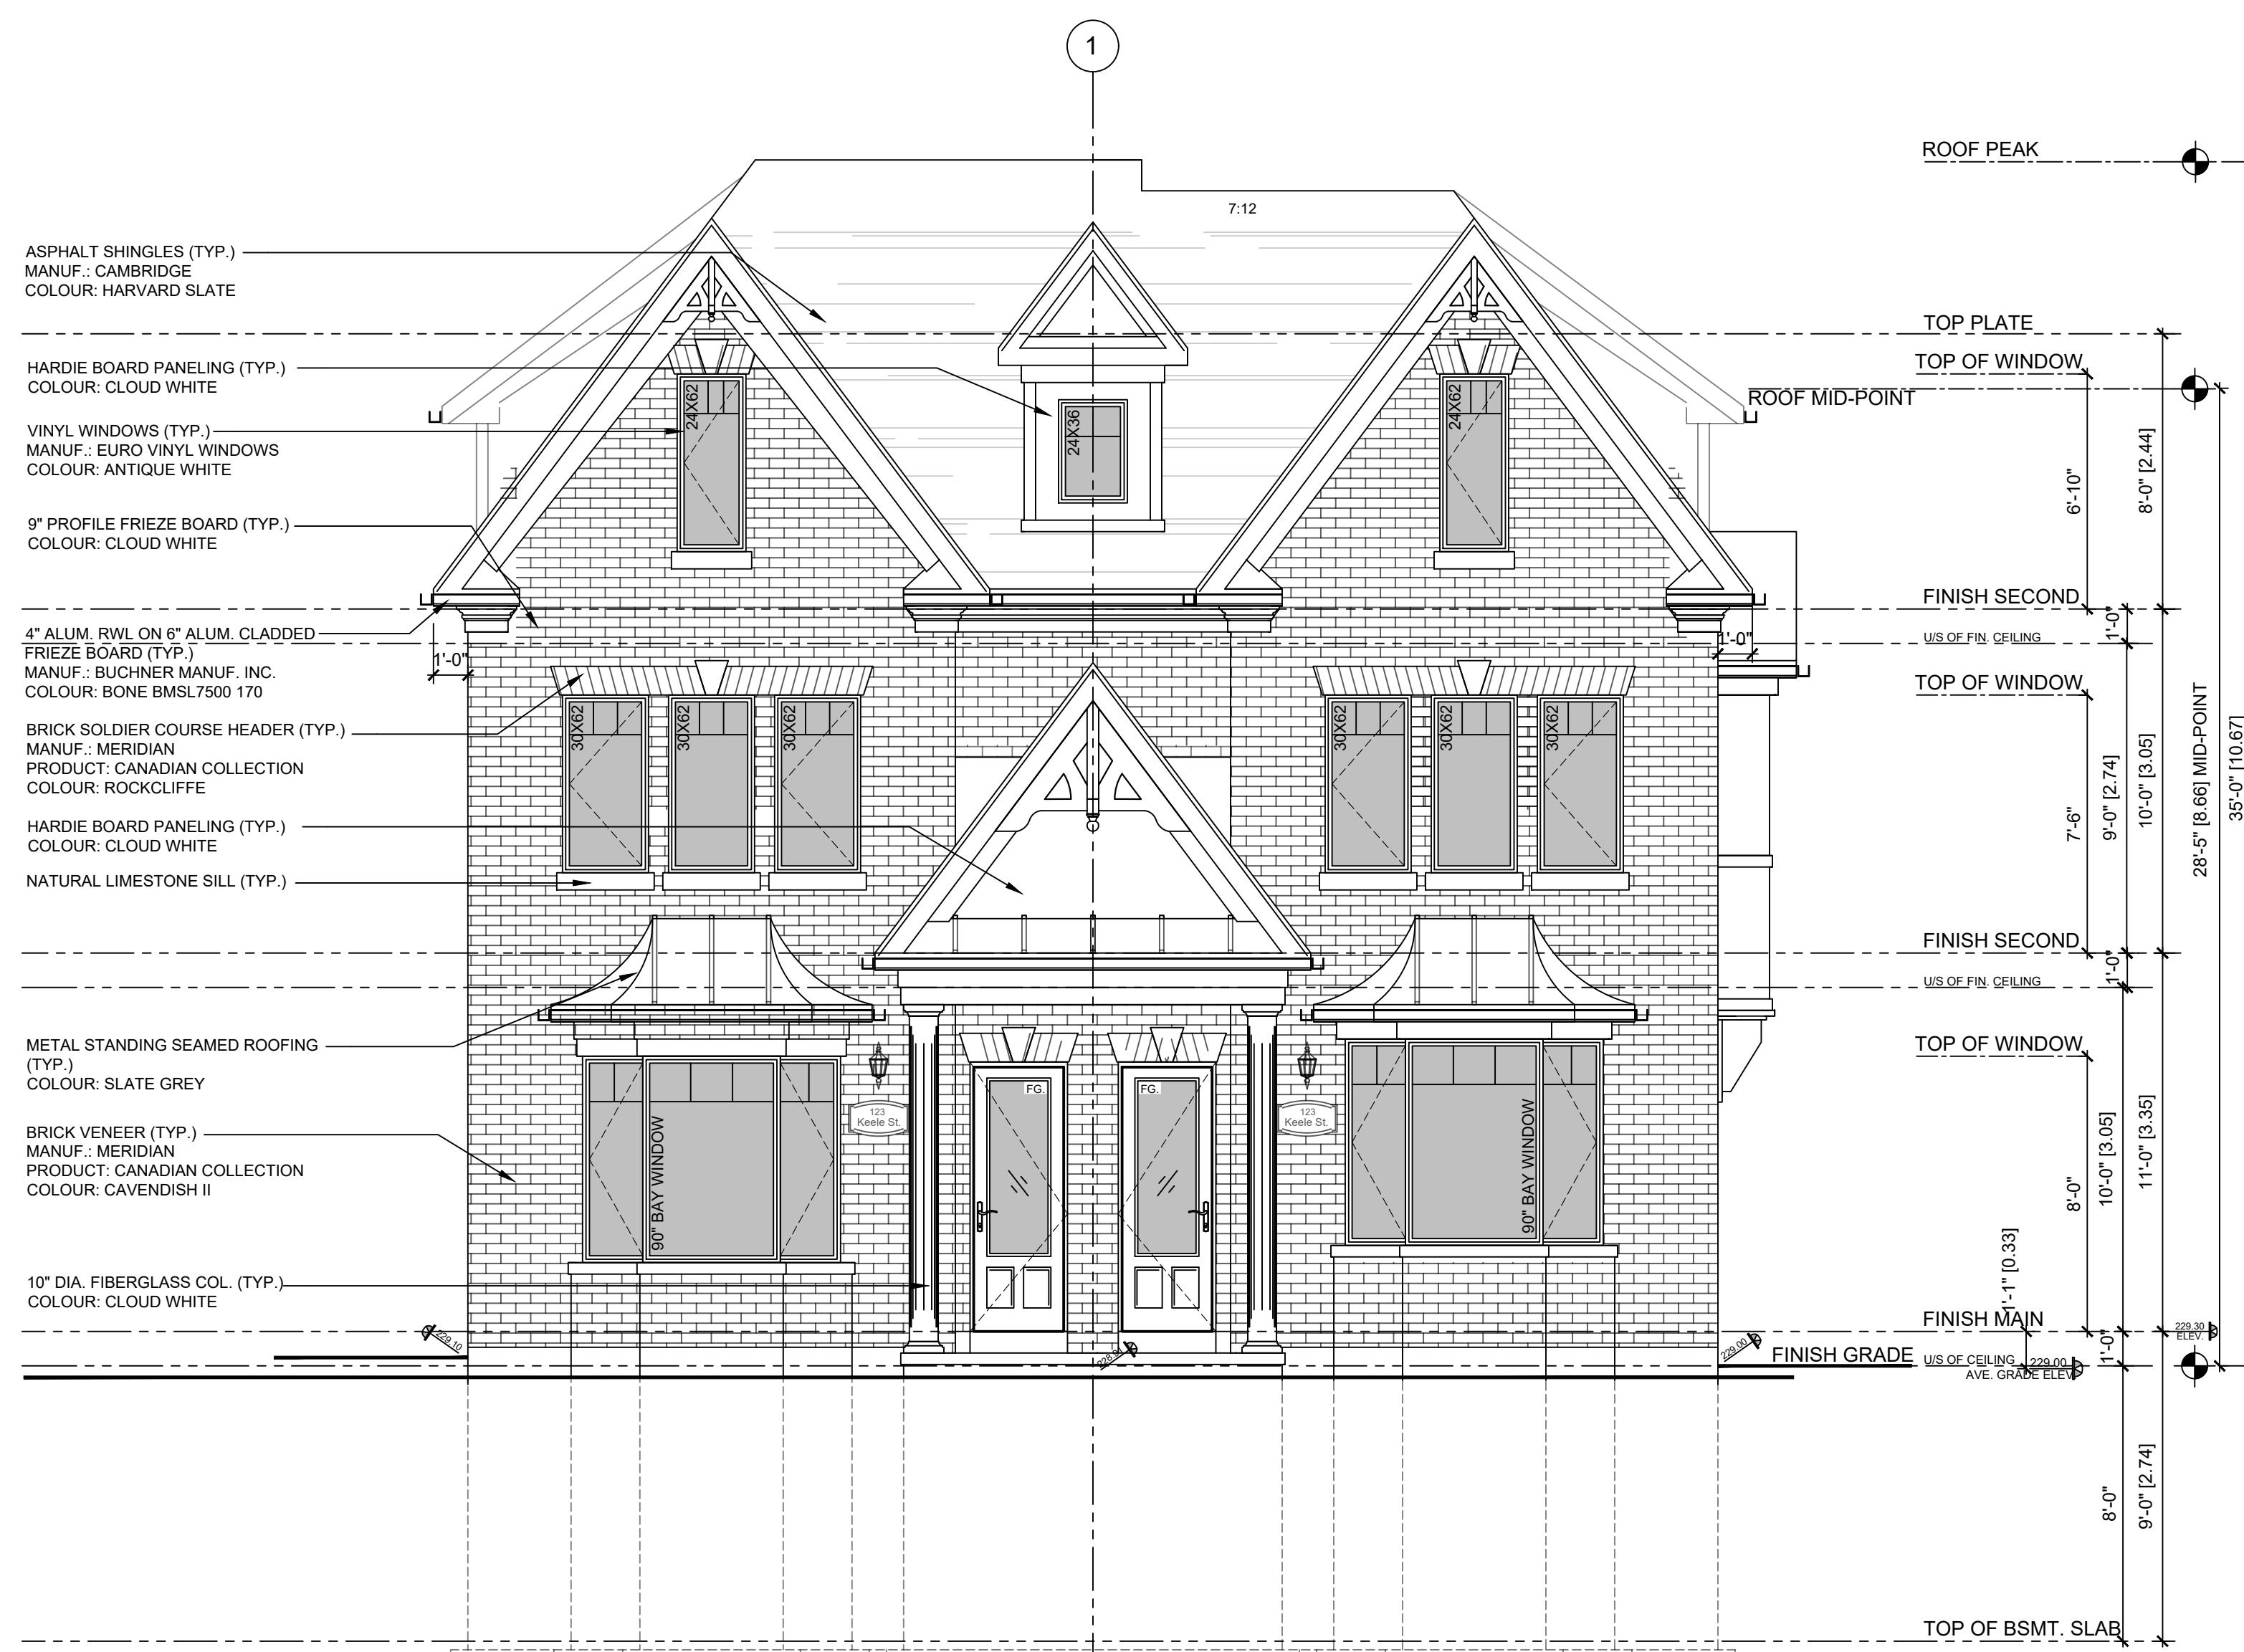 1
ROOF PEAK
7:12
ASPHALT SHINGLES (TYP.)
MANUF.: CAMBRIDGE
COLOUR: HARVARD SLATE
TOP PLATE
HARDIE BOARD PANELING (TYP.)
COLOUR: CLOUD WHITE
TOP OF WINDOW
ROOF MID-POINT
24X62
24X36
24X62
VINYL WINDOWS (TYP.)
MANUF.: EURO VINYL WINDOWS
COLOUR: ANTIQUE WHITE
6'-10"
8'-0" [2.44]
9" PROFILE FRIEZE BOARD (TYP.)
COLOUR: CLOUD WHITE
FINISH SECOND
1'-0"
U/S OF FIN. CEILING
4" ALUM. RWL ON 6" ALUM. CLADDED
FRIEZE BOARD (TYP.)
MANUF.: BUCHNER MANUF. INC.
COLOUR: BONE BMSL7500 170
1'-0"
1'-0"
TOP OF WINDOW
BRICK SOLDIER COURSE HEADER (TYP.)
MANUF.: MERIDIAN
PRODUCT: CANADIAN COLLECTION
COLOUR: ROCKCLIFFE
30X62
30X62
30X62
30X62
30X62
30X62
7'-6"
9'-0" [2.74]
10'-0" [3.05]
28'-5" [8.66] MID-POINT
35'-0" [10.67]
HARDIE BOARD PANELING (TYP.)
COLOUR: CLOUD WHITE
NATURAL LIMESTONE SILL (TYP.)
FINISH SECOND
1'-0"
U/S OF FIN. CEILING
METAL STANDING SEAMED ROOFING
(TYP.)
COLOUR: SLATE GREY
TOP OF WINDOW
FG.
FG.
123
Keele St.
123
Keele St.
90" BAY WINDOW
90" BAY WINDOW
BRICK VENEER (TYP.)
MANUF.: MERIDIAN
PRODUCT: CANADIAN COLLECTION
COLOUR: CAVENDISH II
8'-0"
10'-0" [3.05]
11'-0" [3.35]
1'-1" [0.33]
10" DIA. FIBERGLASS COL. (TYP.)
COLOUR: CLOUD WHITE
FINISH MAIN
229.30
ELEV.
229.10
229.00
FINISH GRADE
U/S OF CEILING
229.00
AVE. GRADE ELEV.
1'-0"
8'-0"
9'-0" [2.74]
TOP OF BSMT. SLAB